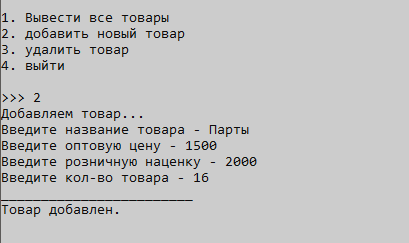 1. Вывести все товары
2. добавить новый товар
3. удалить товар
4. выйти
>>> 2
Добавляем товар...
Введите название товара - Парты
Введите оптовую цену - 1500
Введите розничную наценку - 2000
Введите кол-во товара - 16
________________________
Товар добавлен.